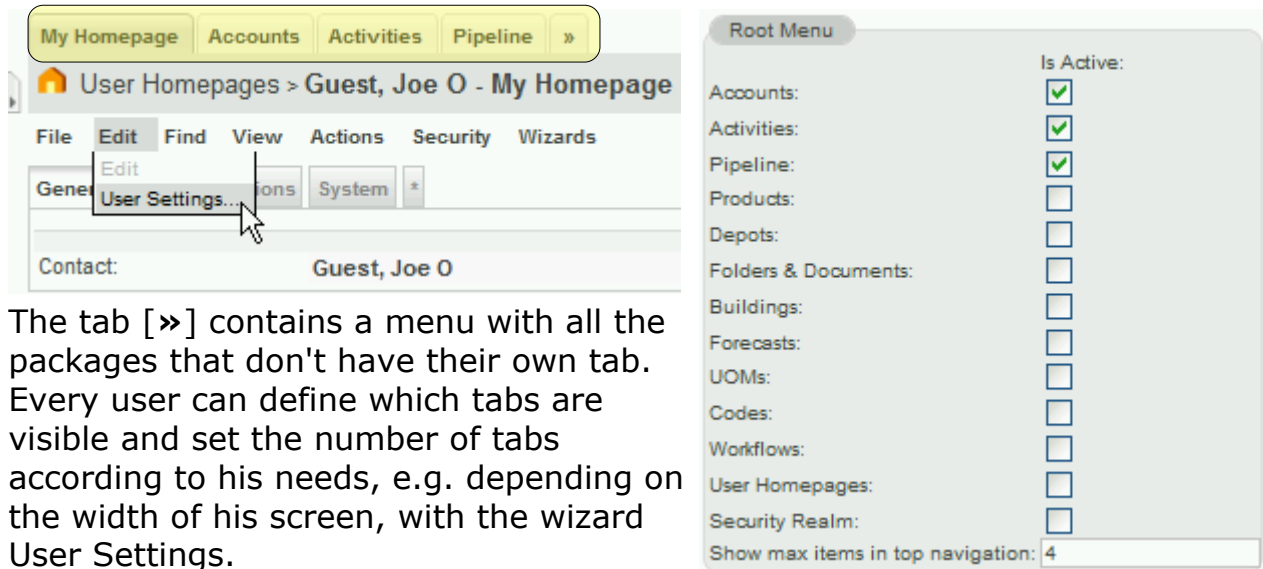 My Homepage Accounts Activities Pipeline »
User Homepages > Guest, Joe O - My Homepage
File Edit Find View Actions Security Wizards
Edit
User Settings...
Gene ions System *
Contact: Guest, Joe O
The tab [»] contains a menu with all the
packages that don't have their own tab.
Every user can define which tabs are
visible and set the number of tabs
according to his needs, e.g. depending on
the width of his screen, with the wizard
User Settings.
Root Menu
Is Active:
Accounts:
Activities:
Pipeline:
Products:
Depots:
Folders & Documents:
Buildings:
Forecasts:
UOMs:
Codes:
Workflows:
User Homepages:
Security Realm:
Show max items in top navigation: 4